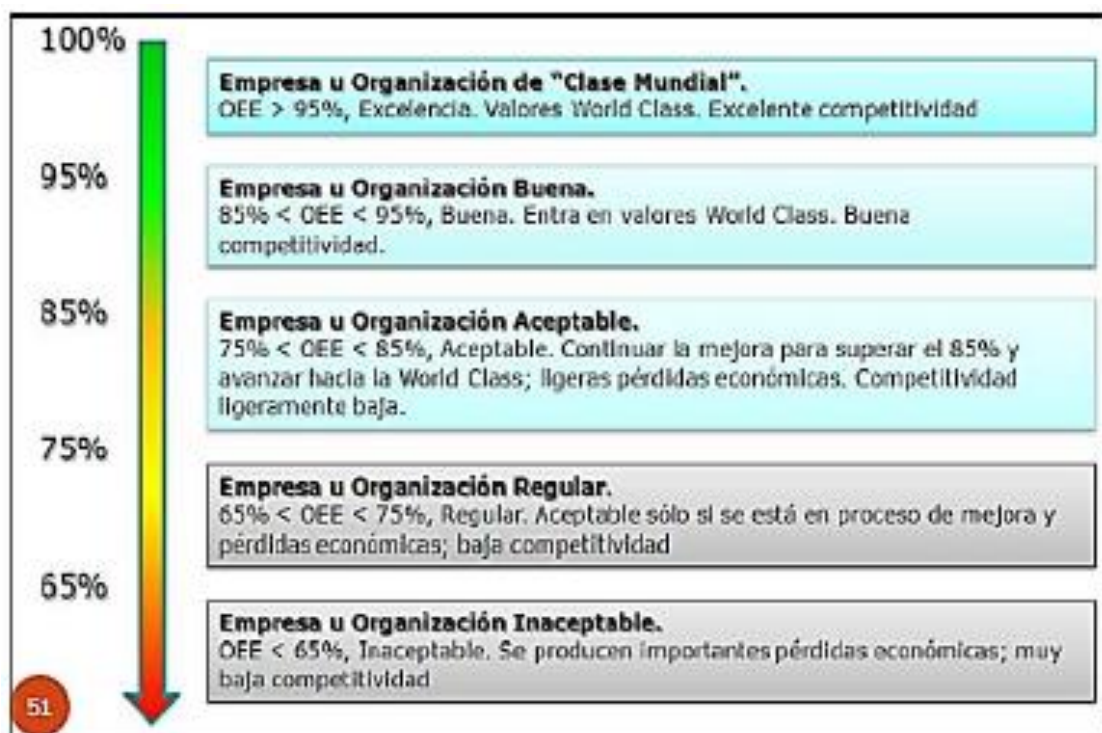 100%
Empresa u Organización de "Clase Mundial".
OEE > 95%, Excelencia. Valores World Class. Excelente competitividad
95%
Empresa u Organización Buena.
85% < OEE < 95%, Buena. Entra en valores World Class. Buena
competitividad.
85%
Empresa u Organización Aceptable.
75% < OEE < 85%, Aceptable. Continuar la mejora para superar el 85% y
avanzar hacia la World Class; ligeras pérdidas económicas. Competitividad
ligeramente baja.
75%
Empresa u Organización Regular.
65% < OEE < 75%, Regular. Aceptable sólo si se está en proceso de mejora y
pérdidas económicas; baja competitividad
65%
Empresa u Organización Inaceptable.
OEE < 65%, Inaceptable. Se producen importantes pérdidas económicas; muy
baja competitividad
51